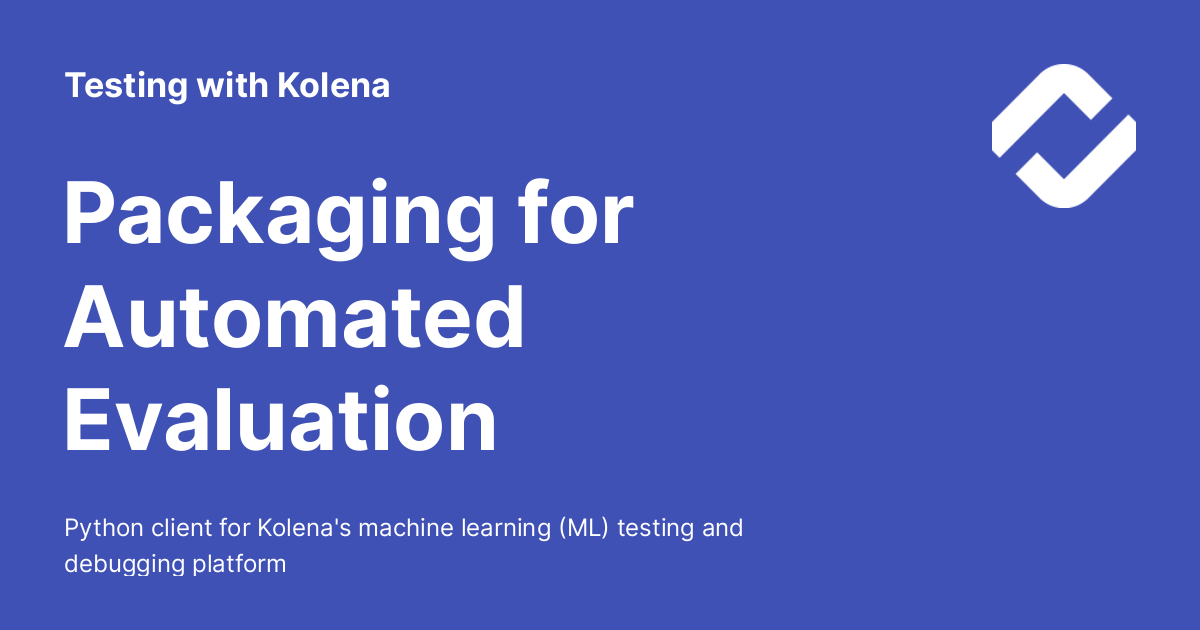 Testing with Kolena
Packaging for
Automated
Evaluation
Python client for Kolena's machine learning (ML) testing and
debugging platform